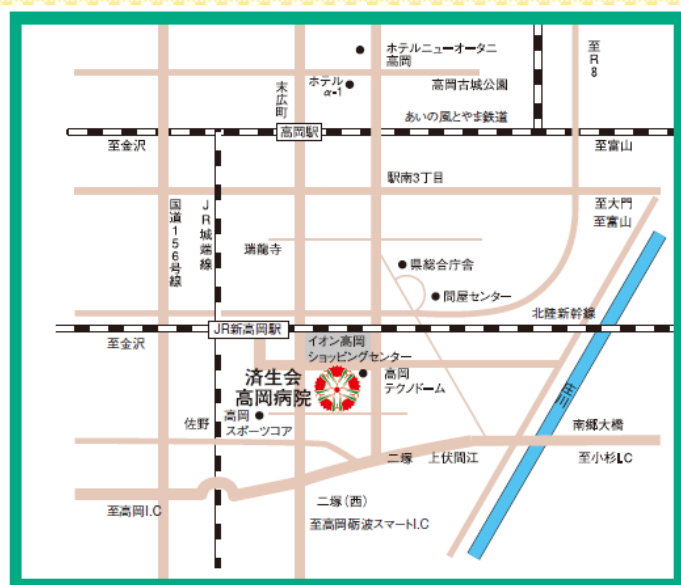 ホテルニューオータニ
高岡
至R8
ホテル
α-1
末広町
高岡古城公園
あいの風とやま鉄道
高岡駅
至金沢
至富山
駅南3丁目
国道156号線
JR城端線
至大門
至富山
瑞龍寺
県総合庁舎
問屋センター
北陸新幹線
JR新高岡駅
至金沢
イオン高岡
ショッピングセンター
済生会
高岡病院
高岡
テクノドーム
庄川
佐野
高岡
スポーツコア
南郷大橋
二塚
上伏間江
至小杉I.C
至高岡I.C
二塚(西)
至高岡砺波スマートI.C